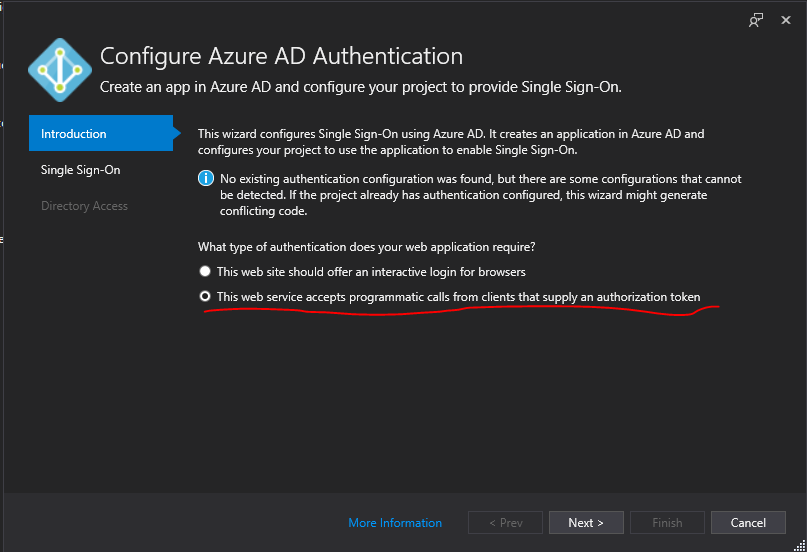 Configure Azure AD Authentication
Create an app in Azure AD and configure your project to provide Single Sign-On.
Introduction
Single Sign-On
Directory Access
This wizard configures Single Sign-On using Azure AD. It creates an application in Azure AD and
configures your project to use the application to enable Single Sign-On.
No existing authentication configuration was found, but there are some configurations that cannot
be detected. If the project already has authentication configured, this wizard might generate
conflicting code.
What type of authentication does your web application require?
This web site should offer an interactive login for browsers
This web service accepts programmatic calls from clients that supply an authorization token
More Information
< Prev
Next >
Finish
Cancel